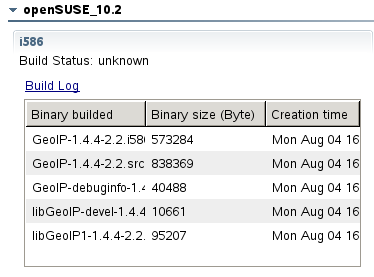 openSUSE_10.2
i586
Build Status: unknown
Build Log
Binary builded Binary size (Byte) Creation time
GeoIP-1.4.4-2.2.i58 573284 Mon Aug 04 16
GeoIP-1.4.4-2.2.src 838369 Mon Aug 04 16
GeoIP-debuginfo-1.4 40488 Mon Aug 04 16
libGeoIP-devel-1.4.4 10661 Mon Aug 04 16
libGeoIP1-1.4.4-2.2. 95207 Mon Aug 04 16